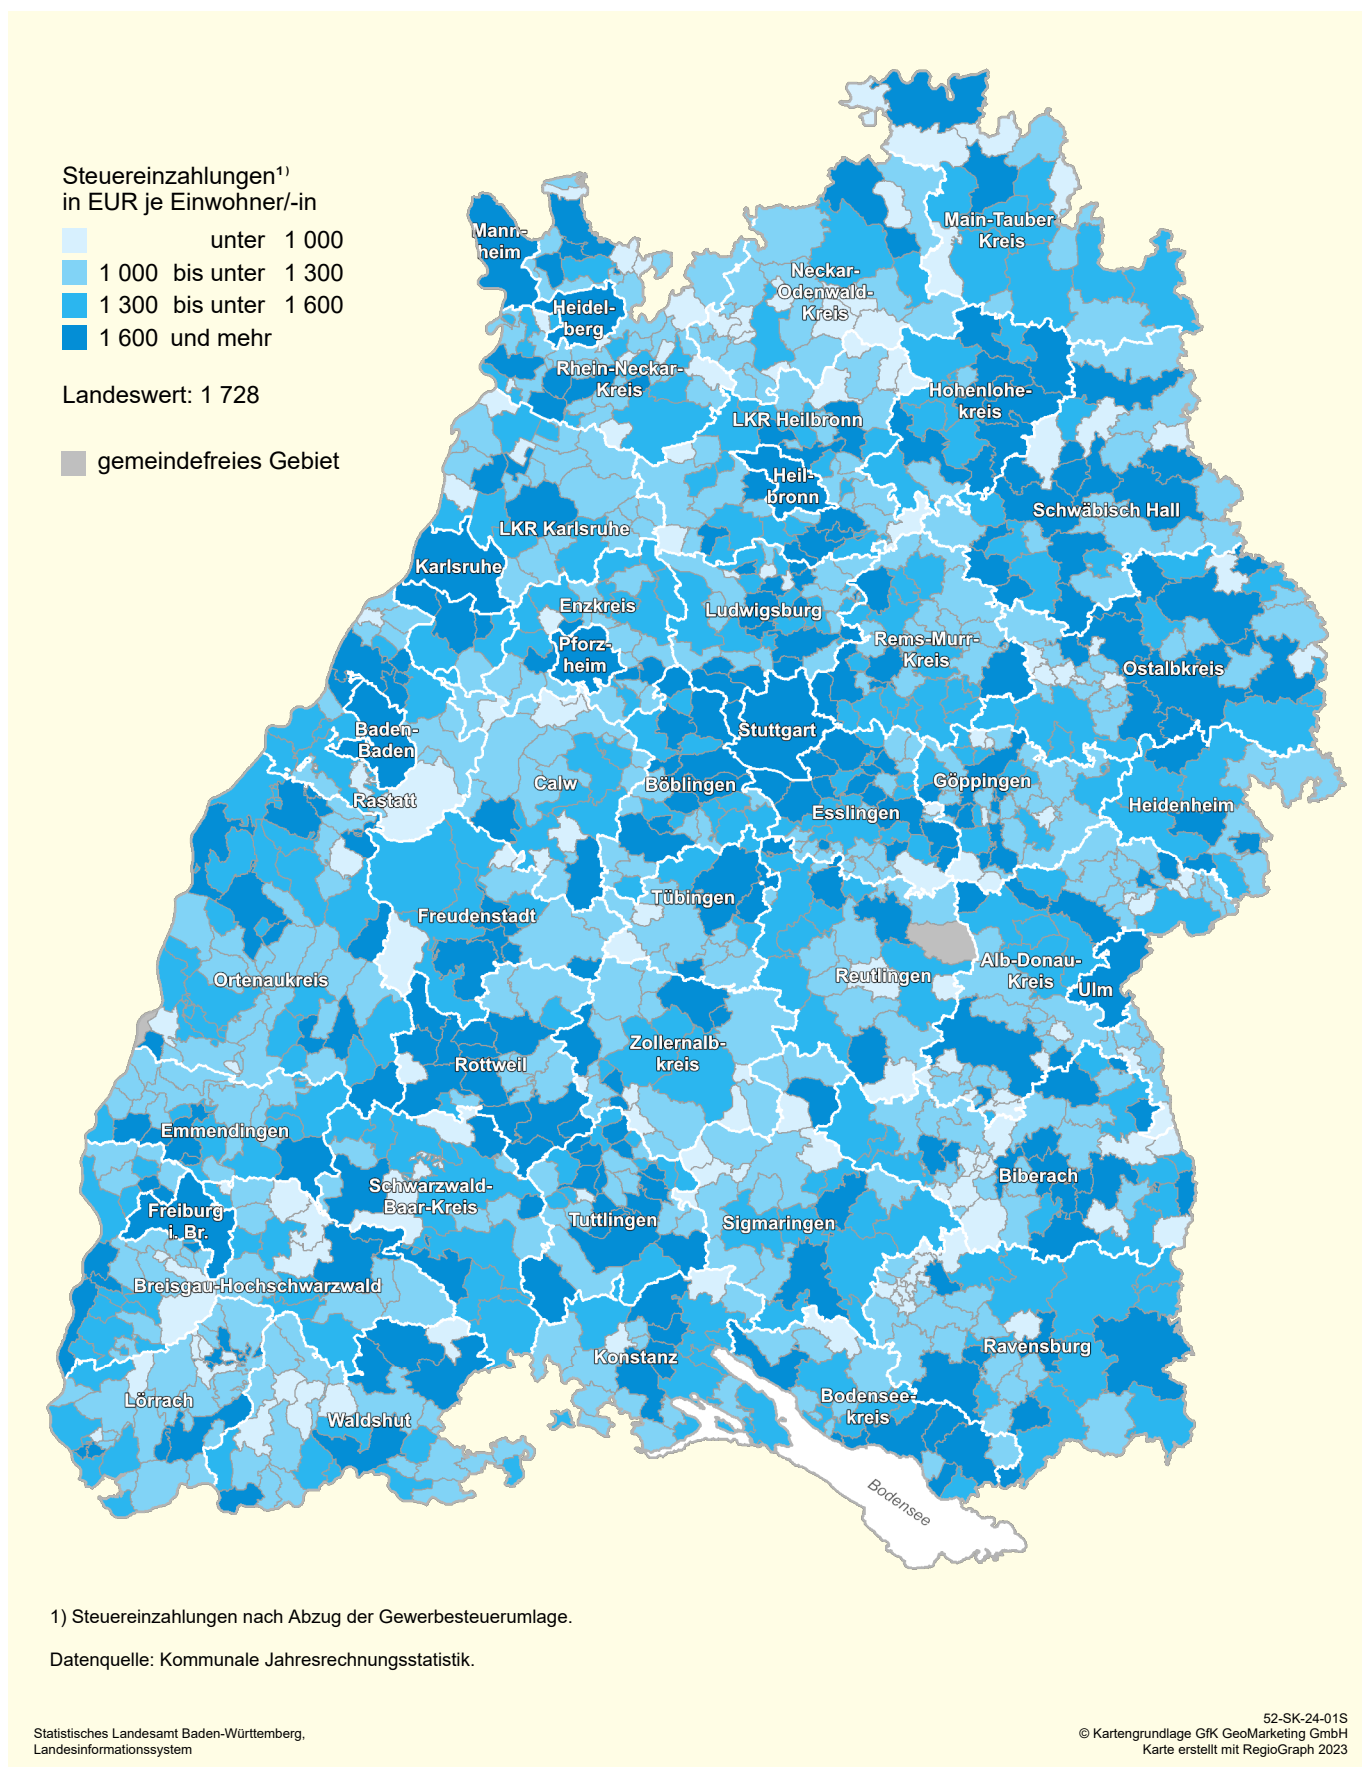 Steuereinzahlungen¹⁾
in EUR je Einwohner/-in
unter 1 000
1 000 bis unter 1 300
1 300 bis unter 1 600
1 600 und mehr
Landeswert: 1 728
gemeindefreies Gebiet
Mann-
heim
Main-Tauber-
Kreis
Neckar-
Odenwald-
Kreis
Heidel-
berg
Rhein-Neckar-
Kreis
Hohenlohe-
kreis
LKR Heilbronn
Heil-
bronn
Schwäbisch Hall
LKR Karlsruhe
Karlsruhe
Enzkreis
Ludwigsburg
Pforz-
heim
Rems-Murr-
Kreis
Ostalbkreis
Baden-
Baden
Stuttgart
Rastatt
Calw
Böblingen
Göppingen
Esslingen
Heidenheim
Tübingen
Freudenstadt
Ortenaukreis
Reutlingen
Alb-Donau-
Kreis
Ulm
Zollernalb-
kreis
Rottweil
Emmendingen
Biberach
Schwarzwald-
Baar-Kreis
Freiburg
i. Br.
Tuttlingen
Sigmaringen
Breisgau-Hochschwarzwald
Ravensburg
Konstanz
Lörrach
Bodensee-
kreis
Waldshut
Bodensee
1) Steuereinzahlungen nach Abzug der Gewerbesteuerumlage.
Datenquelle: Kommunale Jahresrechnungsstatistik.
Statistisches Landesamt Baden-Württemberg,
Landesinformationssystem
52-SK-24-01S
© Kartengrundlage GfK GeoMarketing GmbH
Karte erstellt mit RegioGraph 2023